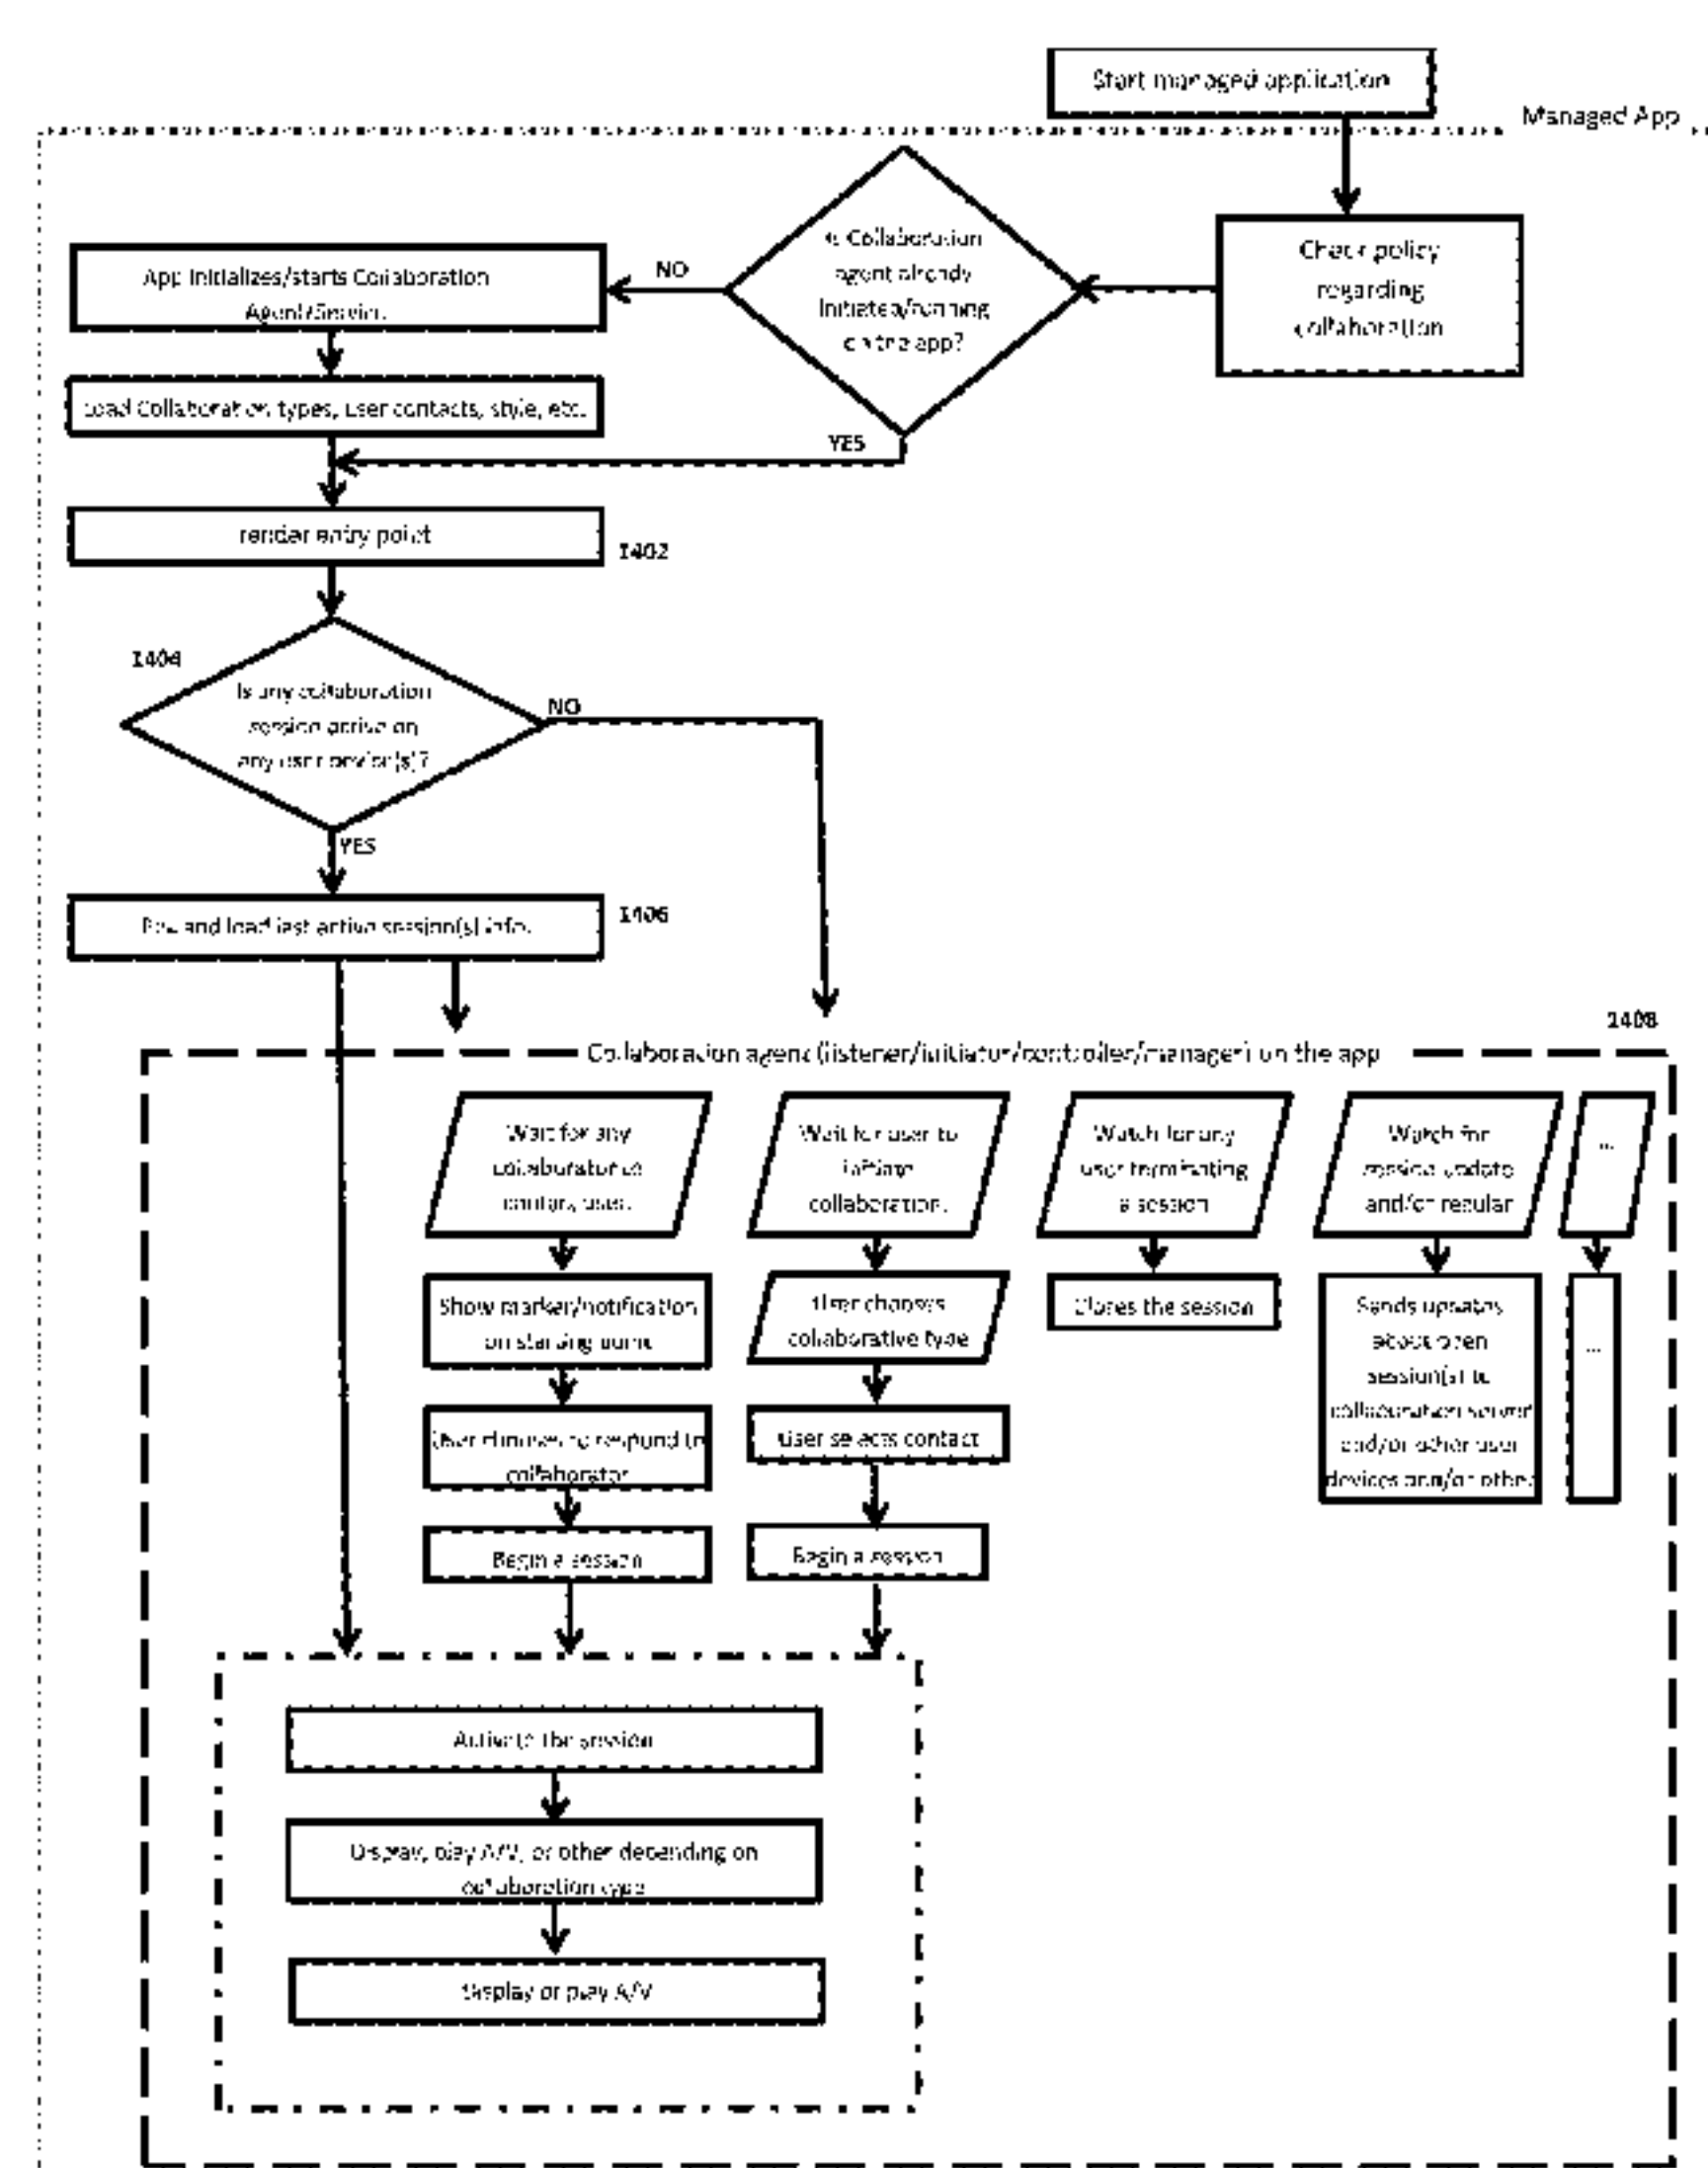 Start managed application
Managed App
Check policy
regarding
collaboration
Is Collaboration
agent already
initiated/running
on the app?
NO
YES
App initializes/starts Collaboration
Agent/Service.
Load Collaboration types, user contacts, style, etc.
render entry point
1402
1404
Is any collaboration
session active on
any user device(s)?
NO
YES
and load last active session(s) info.
1406
1408
Collaboration agent (listener/initiator/controller/manager) on the app
Wait for any
collaborator to
contact user.
Show marker/notification
on starting point
User chooses to respond to
collaborator
Begin a session
Wait for user to
initiate
collaboration.
User chooses
collaborative type
User selects contact
Begin a session
Watch for any
user terminating
a session
Closes the session
Watch for
session update
and/or regular
Sends updates
about open
session(s) to
collaboration server
and/or other user
devices and/or other
...
...
Activate the session
Display, play A/V, or other depending on
collaboration type
Display or play A/V